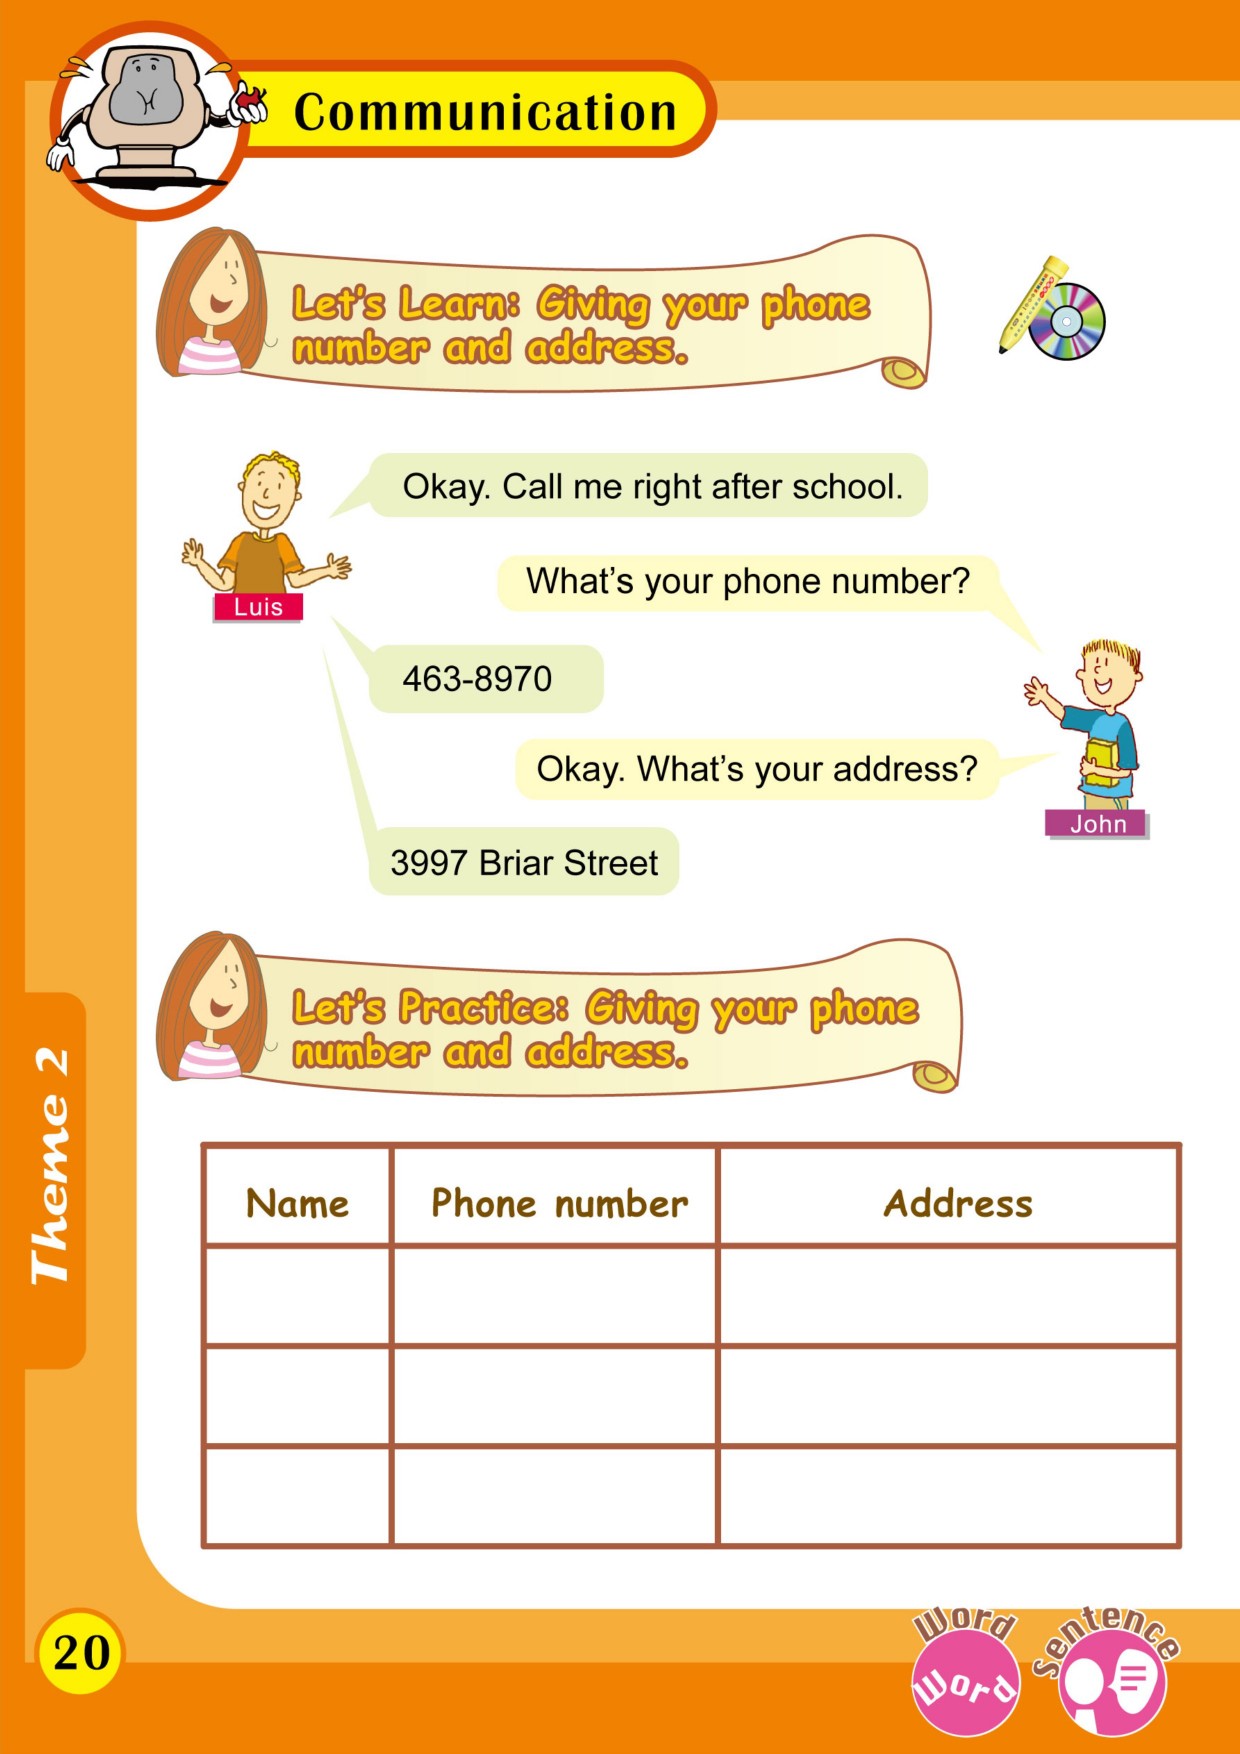 Communication
Let's Learn: Giving your phone
number and address.
Okay. Call me right after school.
What's your phone number?
Luis
463-8970
Okay. What's your address?
John
3997 Briar Street
Let's Practice: Giving your phone
number and address.
Theme 2
Name Phone number Address
20
Word
Word
Sentence